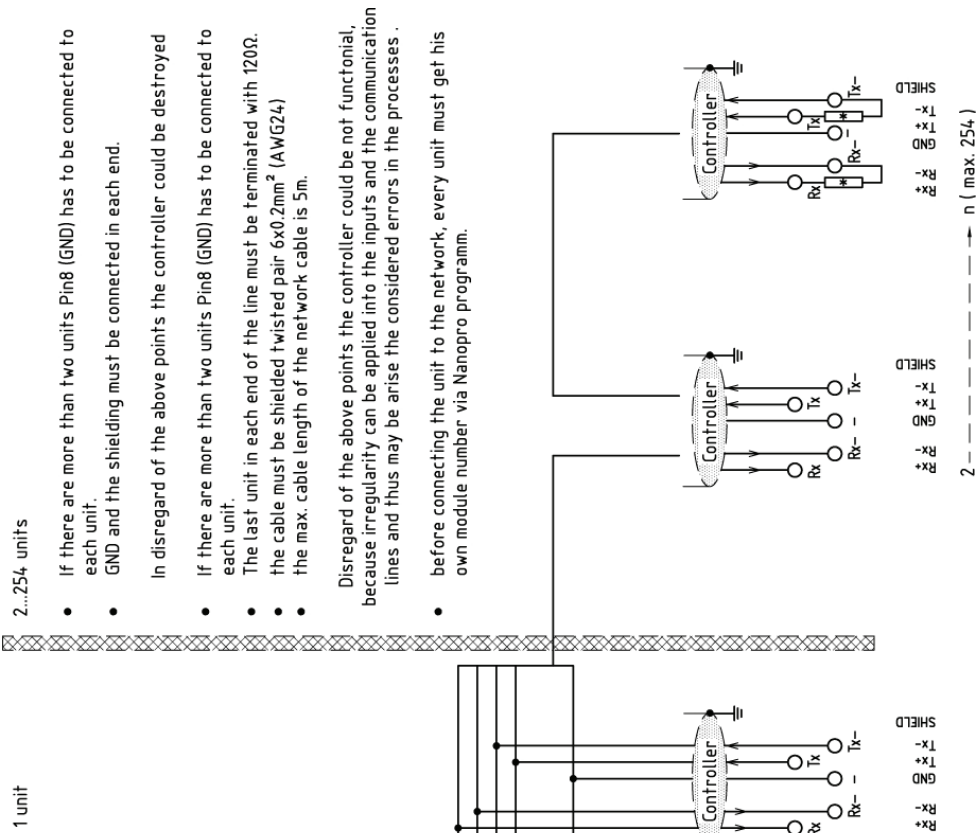 2...254 units
● If there are more than two units Pin8 (GND) has to be connected to
each unit.
● GND and the shielding must be connected in each end.
In disregard of the above points the controller could be destroyed
● If there are more than two units Pin8 (GND) has to be connected to
each unit.
● The last unit in each end of the line must be terminated with 120Ω.
● the cable must be shielded twisted pair 6x0.2mm² (AWG24)
● the max. cable length of the network cable is 5m.
Disregard of the above points the controller could be not functonial,
because irregularity can be applied into the inputs and the communication
lines and thus may be arise the considered errors in the processes .
● before connecting the unit to the network, every unit must get his
own module number via Nanopro programm.
1 unit
Controller
Rx
Rx-
-
Tx
Tx-
Rx+
Rx-
GND
Tx+
Tx-
SHIELD
Controller
Rx
Rx-
-
Tx
Tx-
Rx+
Rx-
GND
Tx+
Tx-
SHIELD
Controller
*
*
Rx
Rx-
-
Tx
Tx-
Rx+
Rx-
GND
Tx+
Tx-
SHIELD
2 — — — — — — n ( max. 254 )